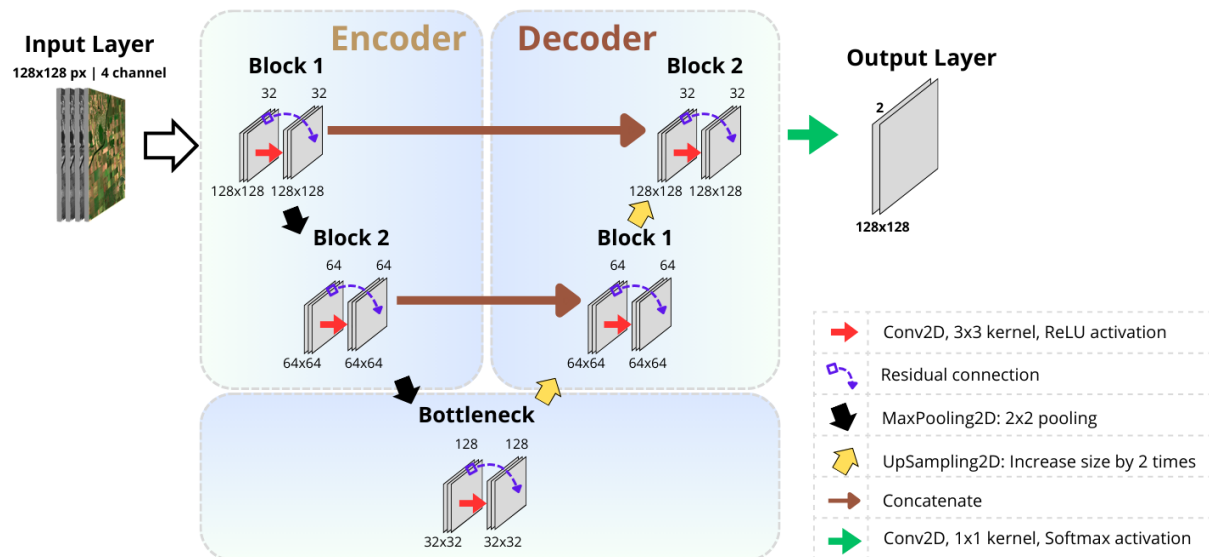 Input Layer
128x128 px | 4 channel
Encoder
Block 1
32 32
128x128 128x128
Block 2
64 64
64x64 64x64
Bottleneck
128 128
32x32 32x32
Decoder
Block 2
32 32
128x128 128x128
Block 1
64 64
64x64 64x64
Output Layer
2
128x128
Conv2D, 3x3 kernel, ReLU activation
Residual connection
MaxPooling2D: 2x2 pooling
UpSampling2D: Increase size by 2 times
Concatenate
Conv2D, 1x1 kernel, Softmax activation